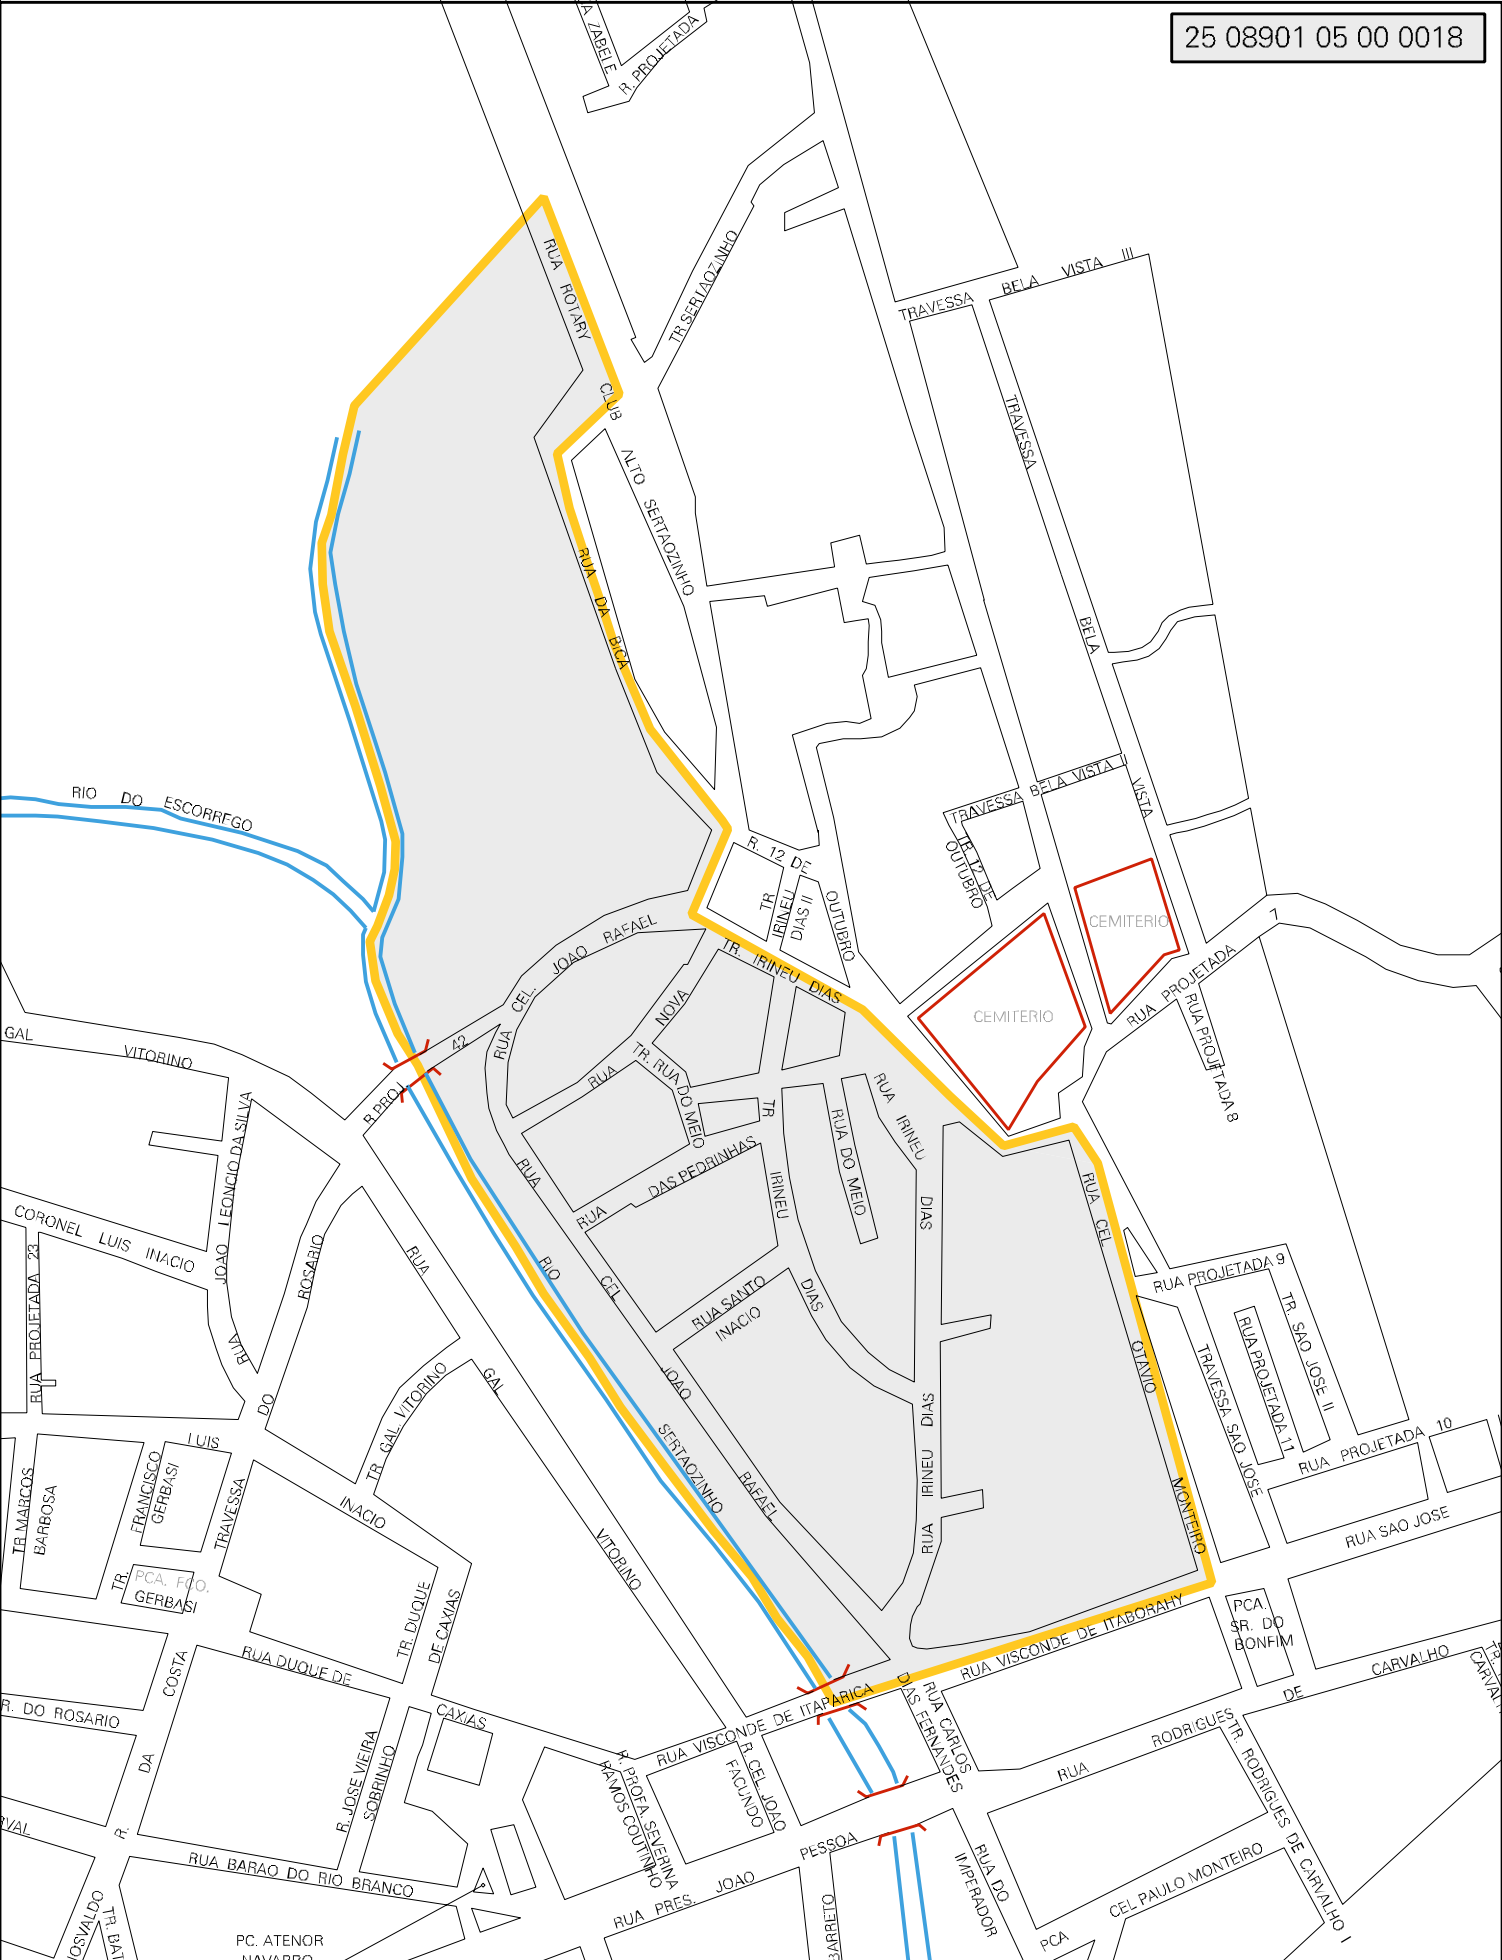 25 08901 05 00 0018
ZABELE
R. PROJETADA
RUA ROTARY CLUB
TR SERTAOZINHO
TRAVESSA BELA VISTA III
TRAVESSA BELA VISTA
ALTO SERTAOZINHO
RUA DA BICA
RIO DO ESCORREGO
TRAVESSA BELA VISTA II
R. 12 DE OUTUBRO
TR 12 DE
OUTUBRO
TR
IRINEU
DIAS II
CEMITERIO
CEMITERIO
RUA PROJETADA 7
RUA PROJETADA 8
RUA CEL. JOAO RAFAEL
TR. IRINEU DIAS
RUA NOVA
R PROJ. 42
GAL VITORINO
JOAO LEONCIO DA SILVA
RUA
TR. RUA DO MEIO
RUA DAS PEDRINHAS
TR IRINEU DIAS
RUA DO MEIO
RUA IRINEU DIAS
RUA CEL OTAVIO MONTEIRO
CORONEL LUIS INACIO
RUA PROJETADA 23
ROSARIO
DO
RUA GAL VITORINO
RIO SERTAOZINHO
RUA CEL JOAO RAFAEL
RUA SANTO
INACIO
RUA IRINEU DIAS
RUA PROJETADA 9
TR. SAO JOSE II
RUA PROJETADA 11
TRAVESSA SAO JOSE
RUA PROJETADA 10
RUA SAO JOSE
TR. GAL. VITORINO
LUIS INACIO
TR MARCOS
BARBOSA
FRANCISCO
GERBASI
TRAVESSA
TR.
PCA. FCO.
GERBASI
TR. DUQUE
DE CAXIAS
RUA DUQUE DE CAXIAS
COSTA
DA
R.
R. DO ROSARIO
R. JOSE VIEIRA
SOBRINHO
RUA VISCONDE DE ITAPARICA
RUA VISCONDE DE ITABORAHY
PCA.
SR. DO
BONFIM
RUA CARLOS
DIAS FERNANDES
RUA RODRIGUES DE CARVALHO
TR.
TR. RODRIGUES DE CARVALHO I
R. PROFA. SEVERINA
RAMOS COUTINHO
R CEL. JOAO
FACUNDO
RUA PRES. JOAO PESSOA
RUA BARAO DO RIO BRANCO
RUA DO
IMPERADOR
CEL PAULO MONTEIRO
PCA
BARRETO
PC. ATENOR
NAVARRO